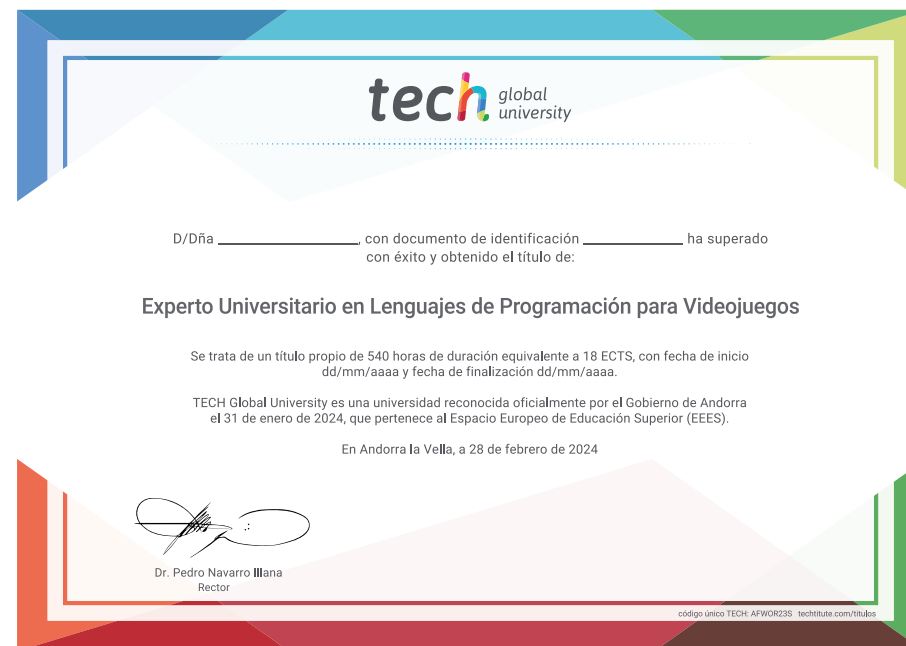 tech global university
D/Dña ____________________, con documento de identificación ______________ ha superado
con éxito y obtenido el título de:
Experto Universitario en Lenguajes de Programación para Videojuegos
Se trata de un título propio de 540 horas de duración equivalente a 18 ECTS, con fecha de inicio
dd/mm/aaaa y fecha de finalización dd/mm/aaaa.
TECH Global University es una universidad reconocida oficialmente por el Gobierno de Andorra
el 31 de enero de 2024, que pertenece al Espacio Europeo de Educación Superior (EEES).
En Andorra la Vella, a 28 de febrero de 2024
Dr. Pedro Navarro Illana
Rector
código único TECH: AFWOR23S techtitute.com/titulos